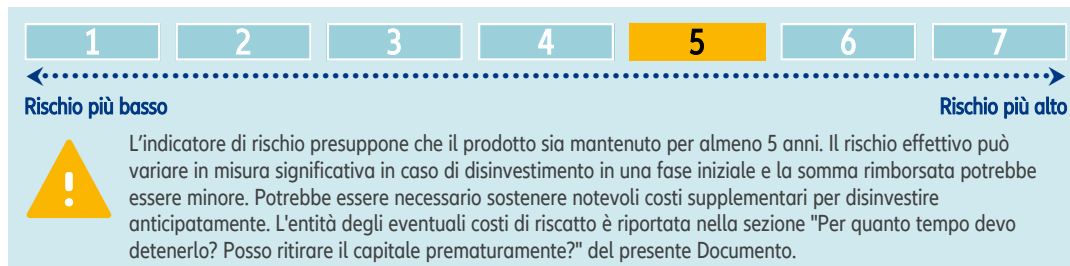 1 2 3 4 5 6 7
Rischio più basso Rischio più alto
L'indicatore di rischio presuppone che il prodotto sia mantenuto per almeno 5 anni. Il rischio effettivo può
variare in misura significativa in caso di disinvestimento in una fase iniziale e la somma rimborsata potrebbe
essere minore. Potrebbe essere necessario sostenere notevoli costi supplementari per disinvestire
anticipatamente. L'entità degli eventuali costi di riscatto è riportata nella sezione "Per quanto tempo devo
detenerlo? Posso ritirare il capitale prematuramente?" del presente Documento.